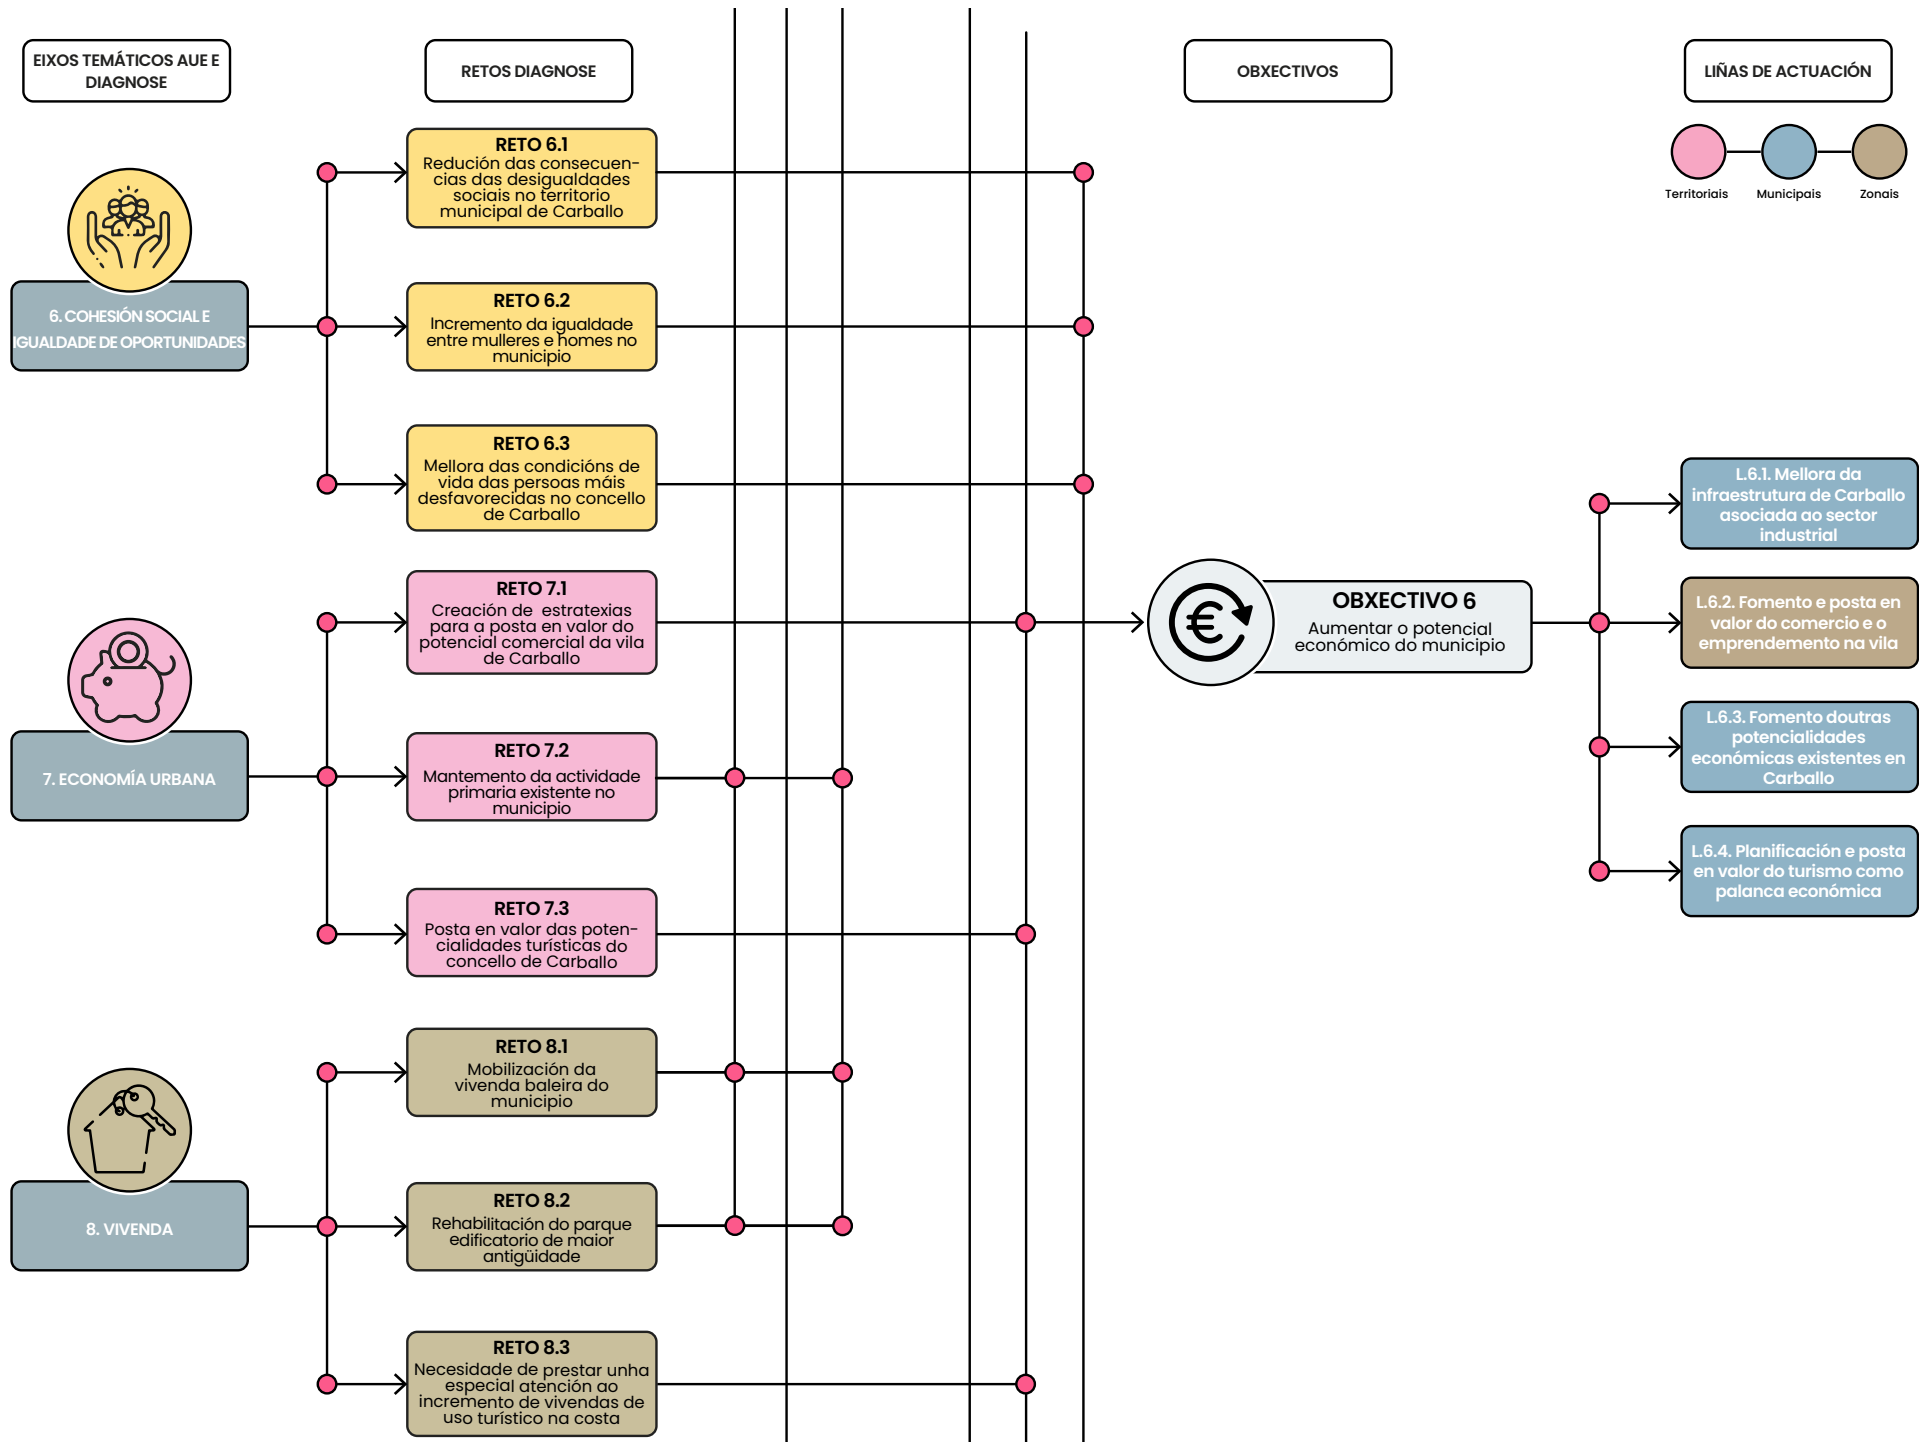 EIXOS TEMÁTICOS AUE E
DIAGNOSE
RETOS DIAGNOSE
OBXECTIVOS
LIÑAS DE ACTUACIÓN
Territoriais
Municipais
Zonais
6. COHESIÓN SOCIAL E
IGUALDADE DE OPORTUNIDADES
RETO 6.1
Redución das consecuen-
cias das desigualdades
sociais no territorio
municipal de Carballo
RETO 6.2
Incremento da igualdade
entre mulleres e homes no
municipio
RETO 6.3
Mellora das condicións de
vida das persoas máis
desfavorecidas no concello
de Carballo
7. ECONOMÍA URBANA
RETO 7.1
Creación de estratexias
para a posta en valor do
potencial comercial da vila
de Carballo
RETO 7.2
Mantemento da actividade
primaria existente no
municipio
RETO 7.3
Posta en valor das poten-
cialidades turísticas do
concello de Carballo
8. VIVENDA
RETO 8.1
Mobilización da
vivenda baleira do
municipio
RETO 8.2
Rehabilitación do parque
edificatorio de maior
antigüidade
RETO 8.3
Necesidade de prestar unha
especial atención ao
incremento de vivendas de
uso turístico na costa
€
OBXECTIVO 6
Aumentar o potencial
económico do municipio
L.6.1. Mellora da
infraestrutura de Carballo
asociada ao sector
industrial
L.6.2. Fomento e posta en
valor do comercio e o
emprendemento na vila
L.6.3. Fomento doutras
potencialidades
económicas existentes en
Carballo
L.6.4. Planificación e posta
en valor do turismo como
palanca económica